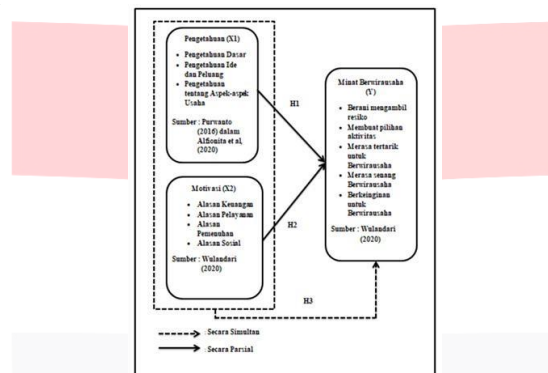 Pengetahuan (X1)
• Pengetahuan Dasar
• Pengetahuan Ide
dan Peluang
• Pengetahuan
tentang Aspek-aspek
Usaha
Sumber : Purwanto
(2016) dalam
Alfionita et al,
(2020)
Motivasi (X2)
• Alasan Keuangan
• Alasan Pelayanan
• Alasan
Pemenuhan
• Alasan Sosial
Sumber : Wulandari
(2020)
H1
H2
H3
Minat Berwirausaha
(Y)
• Berani mengambil
resiko
• Membuat pilihan
aktivitas
• Merasa tertarik
untuk
Berwirausaha
• Merasa senang
Berwirausaha
• Berkeinginan
untuk
Berwirausaha
Sumber : Wulandari
(2020)
: Secara Simultan
: Secara Parsial